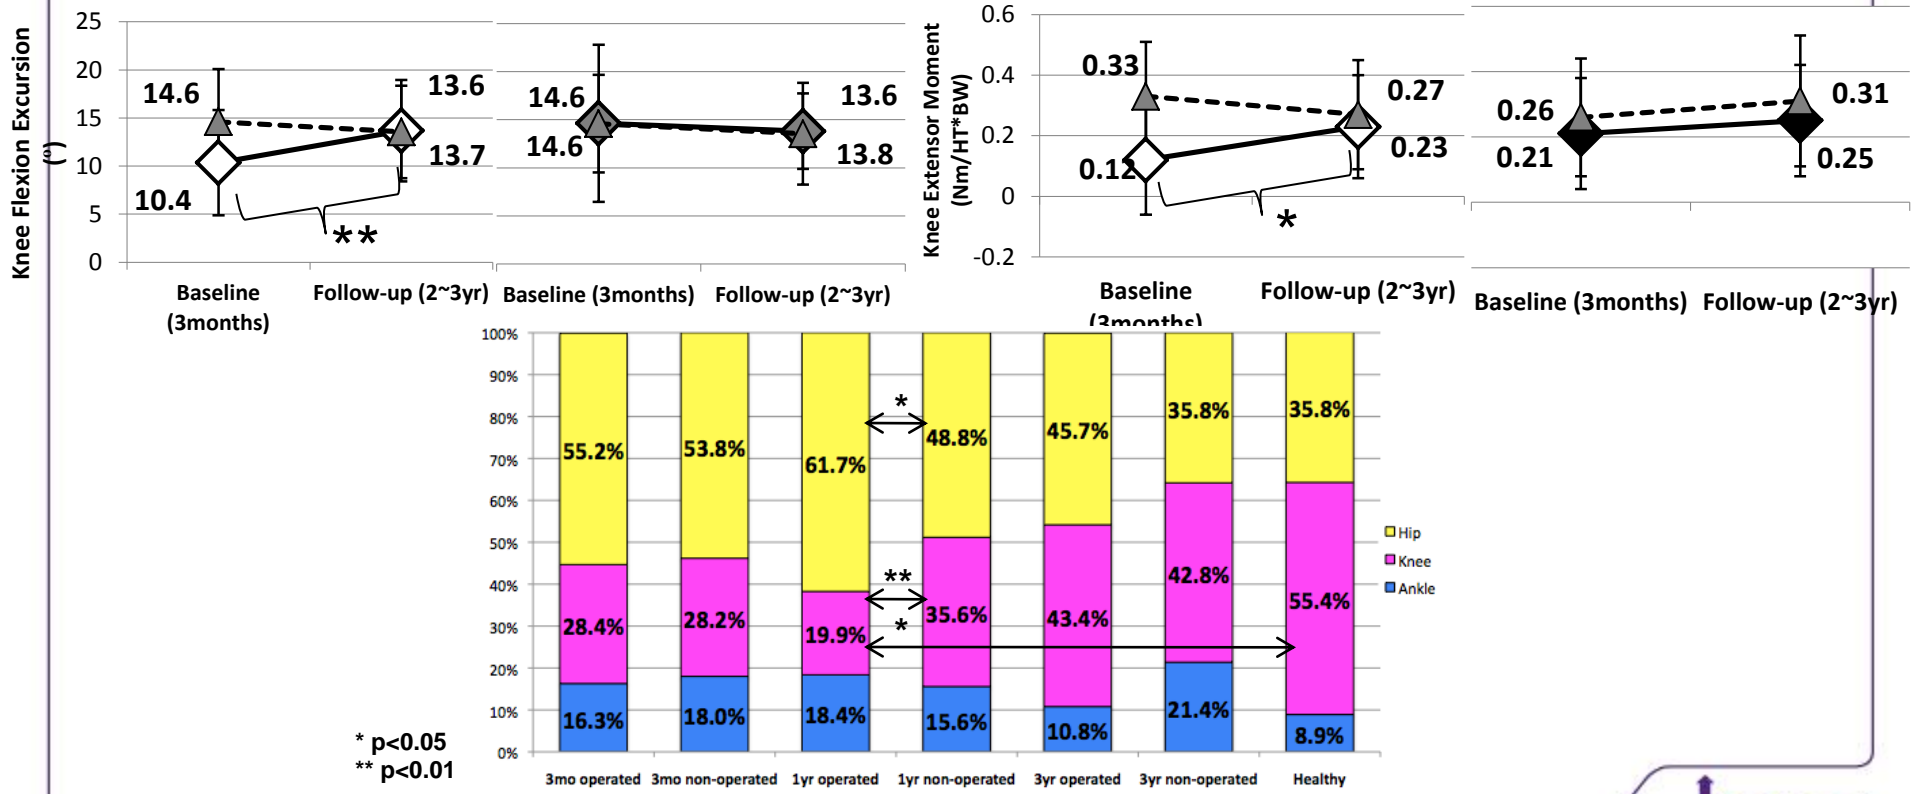 Knee Flexion Excursion
(°)
25
20
15
10
5
0
14.6
10.4
13.6
13.7
**
Baseline
(3months)
Follow-up (2~3yr)
14.6
14.6
13.6
13.8
Baseline (3months)
Follow-up (2~3yr)
Knee Extensor Moment
(Nm/HT*BW)
0.6
0.4
0.2
0
-0.2
0.33
0.12
0.27
0.23
*
Baseline
(3months)
Follow-up (2~3yr)
0.26
0.21
0.31
0.25
Baseline (3months)
Follow-up (2~3yr)
100%
90%
80%
70%
60%
50%
40%
30%
20%
10%
0%
55.2%
28.4%
16.3%
53.8%
28.2%
18.0%
61.7%
19.9%
18.4%
*
**
*
48.8%
35.6%
15.6%
45.7%
43.4%
10.8%
35.8%
42.8%
21.4%
35.8%
55.4%
8.9%
Hip
Knee
Ankle
3mo operated
3mo non-operated
1yr operated
1yr non-operated
3yr operated
3yr non-operated
Healthy
* p<0.05
** p<0.01